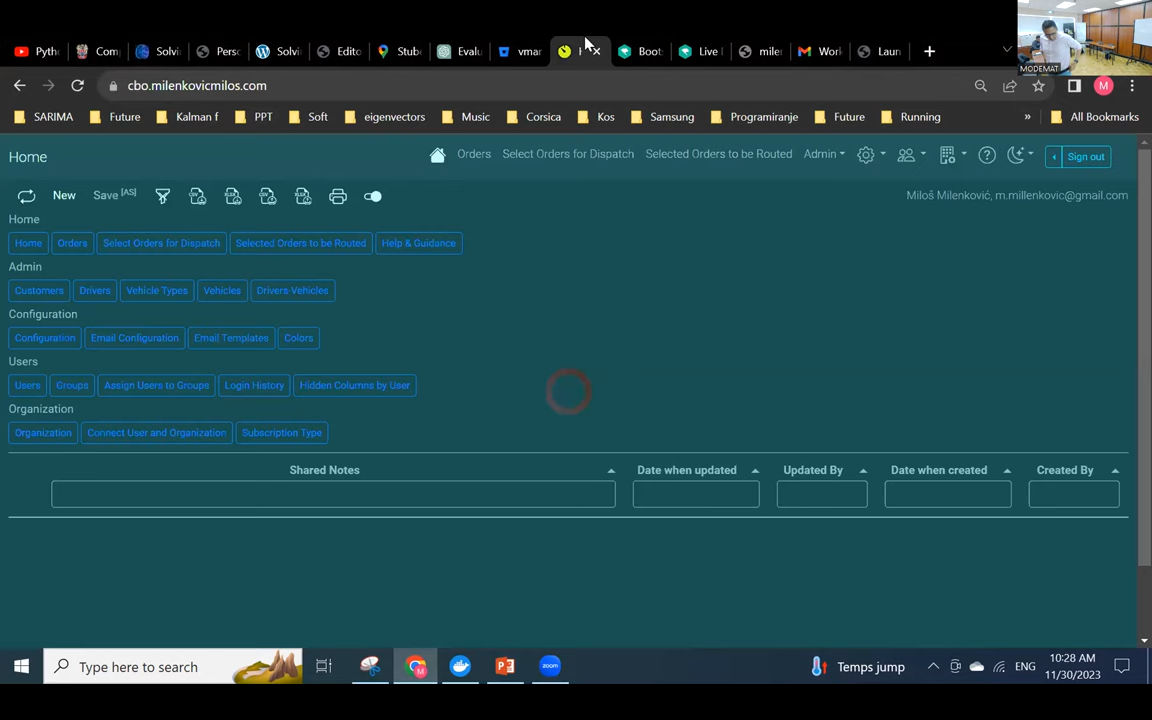 Pyth
Com
Solvi
Perso
Solvi
Edito
Stub
Evalu
vmar
H
Boot
Live
miler
Work
Laun
MODEMAT
cbo.milenkovicmilos.com
M
SARIMA
Future
Kalman f
PPT
Soft
eigenvectors
Music
Corsica
Kos
Samsung
Programiranje
Future
Running
»
All Bookmarks
Home
Orders
Select Orders for Dispatch
Selected Orders to be Routed
Admin
Sign out
New
Save [AS]
Miloš Milenković, m.millenkovic@gmail.com
Home
Home Orders Select Orders for Dispatch Selected Orders to be Routed Help & Guidance
Admin
Customers Drivers Vehicle Types Vehicles Drivers-Vehicles
Configuration
Configuration Email Configuration Email Templates Colors
Users
Users Groups Assign Users to Groups Login History Hidden Columns by User
Organization
Organization Connect User and Organization Subscription Type
Shared Notes Date when updated Updated By Date when created Created By
Type here to search
Temps jump
ENG
10:28 AM
11/30/2023